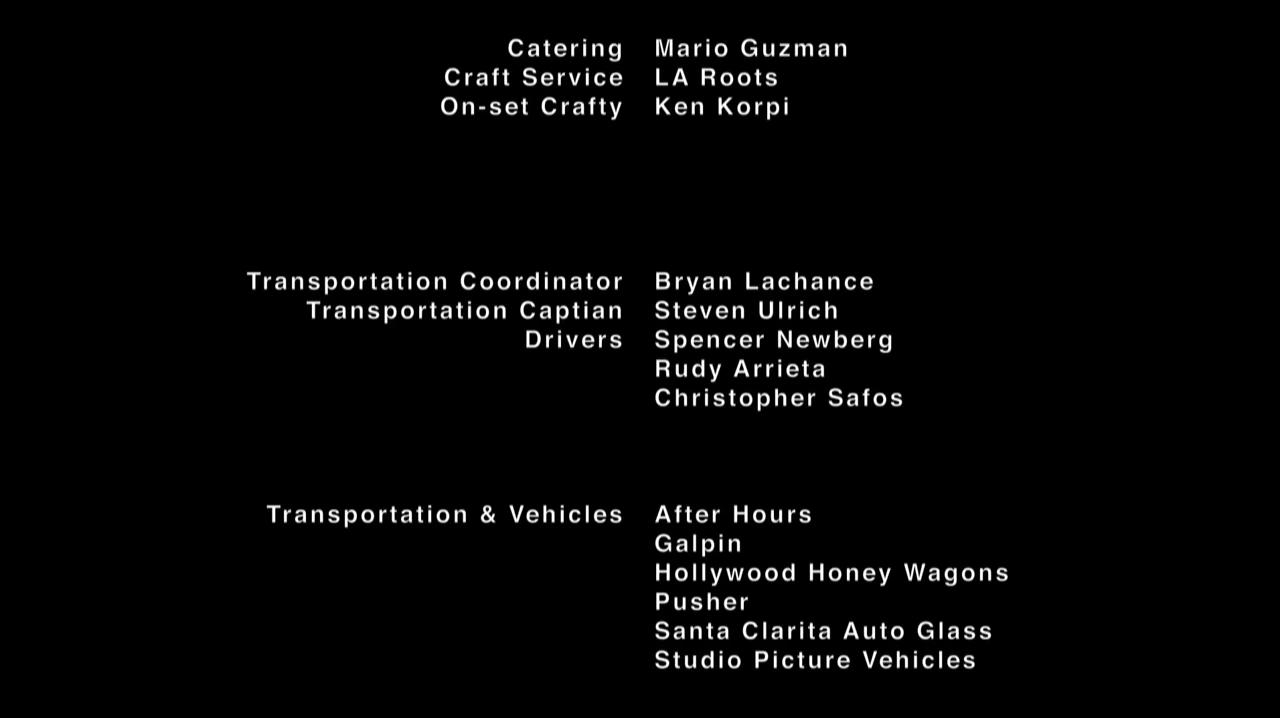 Catering Mario Guzman
Craft Service LA Roots
On-set Crafty Ken Korpi
Transportation Coordinator Bryan Lachance
Transportation Captian Steven Ulrich
Drivers Spencer Newberg
Rudy Arrieta
Christopher Safos
Transportation & Vehicles After Hours
Galpin
Hollywood Honey Wagons
Pusher
Santa Clarita Auto Glass
Studio Picture Vehicles